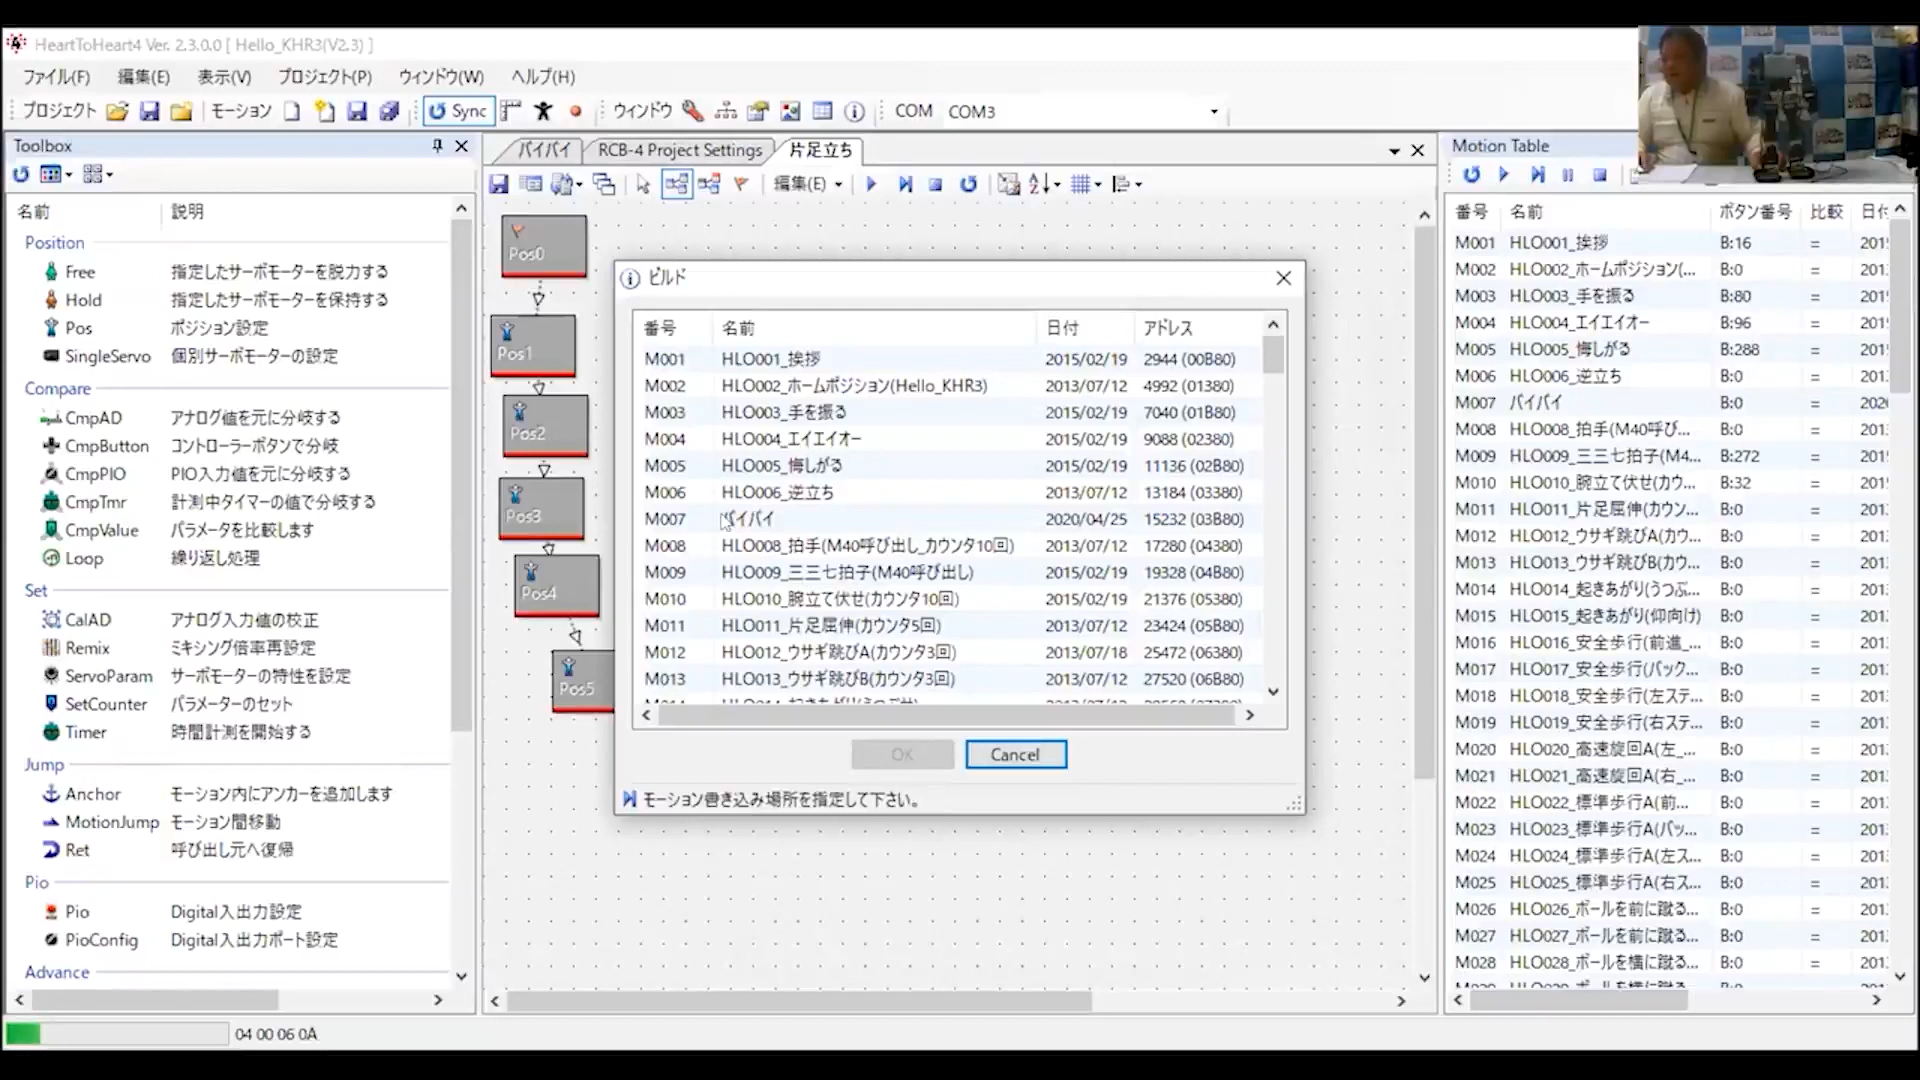 HeartToHeart4 Ver. 2.3.0.0 [ Hello_KHR3(V2.3) ]
ファイル(F) 編集(E) 表示(V) プロジェクト(P) ウィンドウ(W) ヘルプ(H)
プロジェクト モーション Sync ウィンドウ COM COM3
Toolbox
名前 説明
Position
Free 指定したサーボモーターを脱力する
Hold 指定したサーボモーターを保持する
Pos ポジション設定
SingleServo 個別サーボモーターの設定
Compare
CmpAD アナログ値を元に分岐する
CmpButton コントローラーボタンで分岐
CmpPIO PIO入力値を元に分岐する
CmpTmr 計測中タイマーの値で分岐する
CmpValue パラメータを比較します
Loop 繰り返し処理
Set
CalAD アナログ入力値の校正
Remix ミキシング倍率再設定
ServoParam サーボモーターの特性を設定
SetCounter パラメーターのセット
Timer 時間計測を開始する
Jump
Anchor モーション内にアンカーを追加します
MotionJump モーション間移動
Ret 呼び出し元へ復帰
Pio
Pio Digital入出力設定
PioConfig Digital入出力ポート設定
Advance
04 00 06 0A
バイバイ RCB-4 Project Settings 片足立ち
編集(E)
Pos0
Pos1
Pos2
Pos3
Pos4
Pos5
ビルド
番号 名前 日付 アドレス
M001 HLO001_挨拶 2015/02/19 2944 (00B80)
M002 HLO002_ホームポジション(Hello_KHR3) 2013/07/12 4992 (01380)
M003 HLO003_手を振る 2015/02/19 7040 (01B80)
M004 HLO004_エイエイオー 2015/02/19 9088 (02380)
M005 HLO005_悔しがる 2015/02/19 11136 (02B80)
M006 HLO006_逆立ち 2013/07/12 13184 (03380)
M007 バイバイ 2020/04/25 15232 (03B80)
M008 HLO008_拍手(M40呼び出し_カウンタ10回) 2013/07/12 17280 (04380)
M009 HLO009_三三七拍子(M40呼び出し) 2015/02/19 19328 (04B80)
M010 HLO010_腕立て伏せ(カウンタ10回) 2015/02/19 21376 (05380)
M011 HLO011_片足屈伸(カウンタ5回) 2013/07/12 23424 (05B80)
M012 HLO012_ウサギ跳びA(カウンタ3回) 2013/07/18 25472 (06380)
M013 HLO013_ウサギ跳びB(カウンタ3回) 2013/07/12 27520 (06B80)
OK Cancel
モーション書き込み場所を指定して下さい。
Motion Table
番号 名前 ボタン番号 比較 日付
M001 HLO001_挨拶 B:16 = 201
M002 HLO002_ホームポジション(... B:0 = 201
M003 HLO003_手を振る B:80 = 201
M004 HLO004_エイエイオー B:96 = 201
M005 HLO005_悔しがる B:288 = 201
M006 HLO006_逆立ち B:0 = 201
M007 バイバイ B:0 = 202
M008 HLO008_拍手(M40呼び... B:0 = 201
M009 HLO009_三三七拍子(M4... B:272 = 201
M010 HLO010_腕立て伏せ(カウ... B:32 = 201
M011 HLO011_片足屈伸(カウン... B:0 = 201
M012 HLO012_ウサギ跳びA(カウ... B:0 = 201
M013 HLO013_ウサギ跳びB(カウ... B:0 = 201
M014 HLO014_起きあがり(うつぶ... B:0 = 201
M015 HLO015_起きあがり(仰向け) B:0 = 201
M016 HLO016_安全歩行(前進_... B:0 = 201
M017 HLO017_安全歩行(バック... B:0 = 201
M018 HLO018_安全歩行(左ステ... B:0 = 201
M019 HLO019_安全歩行(右ステ... B:0 = 201
M020 HLO020_高速旋回A(左_... B:0 = 201
M021 HLO021_高速旋回A(右_... B:0 = 201
M022 HLO022_標準歩行A(前... B:0 = 201
M023 HLO023_標準歩行A(バッ... B:0 = 201
M024 HLO024_標準歩行A(左ス... B:0 = 201
M025 HLO025_標準歩行A(右ス... B:0 = 201
M026 HLO026_ボールを前に蹴る... B:0 = 201
M027 HLO027_ボールを前に蹴る... B:0 = 201
M028 HLO028_ボールを横に蹴る... B:0 = 201